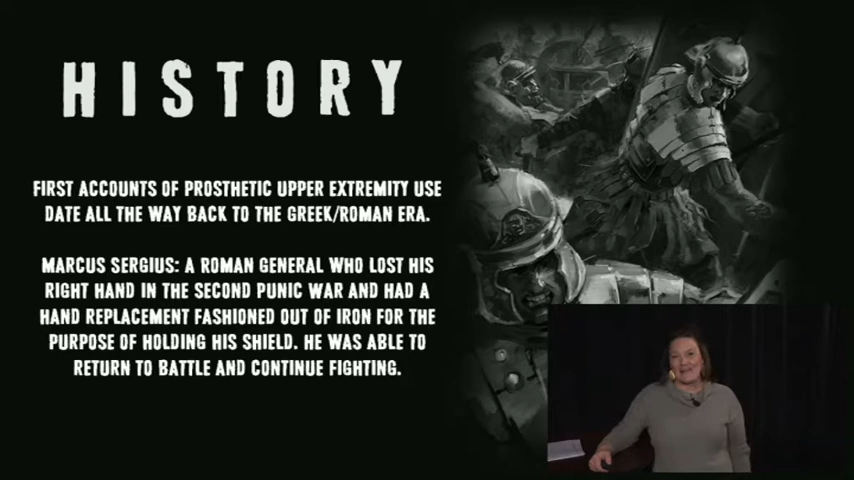 HISTORY
FIRST ACCOUNTS OF PROSTHETIC UPPER EXTREMITY USE
DATE ALL THE WAY BACK TO THE GREEK/ROMAN ERA.
MARCUS SERGIUS: A ROMAN GENERAL WHO LOST HIS
RIGHT HAND IN THE SECOND PUNIC WAR AND HAD A
HAND REPLACEMENT FASHIONED OUT OF IRON FOR THE
PURPOSE OF HOLDING HIS SHIELD. HE WAS ABLE TO
RETURN TO BATTLE AND CONTINUE FIGHTING.